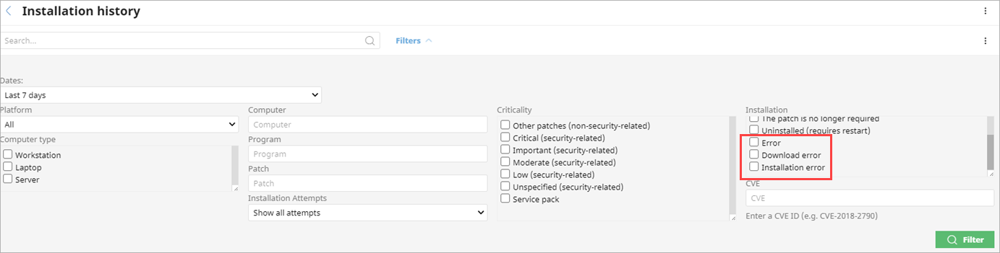 Installation history
Search...
Filters
Dates:
Last 7 days
Platform
All
Computer type
Workstation
Laptop
Server
Computer
Computer
Program
Program
Patch
Patch
Installation Attempts
Show all attempts
Criticality
Other patches (non-security-related)
Critical (security-related)
Important (security-related)
Moderate (security-related)
Low (security-related)
Unspecified (security-related)
Service pack
Installation
The patch is no longer required
Uninstalled (requires restart)
Error
Download error
Installation error
CVE
CVE
Enter a CVE ID (e.g. CVE-2018-2790)
Filter